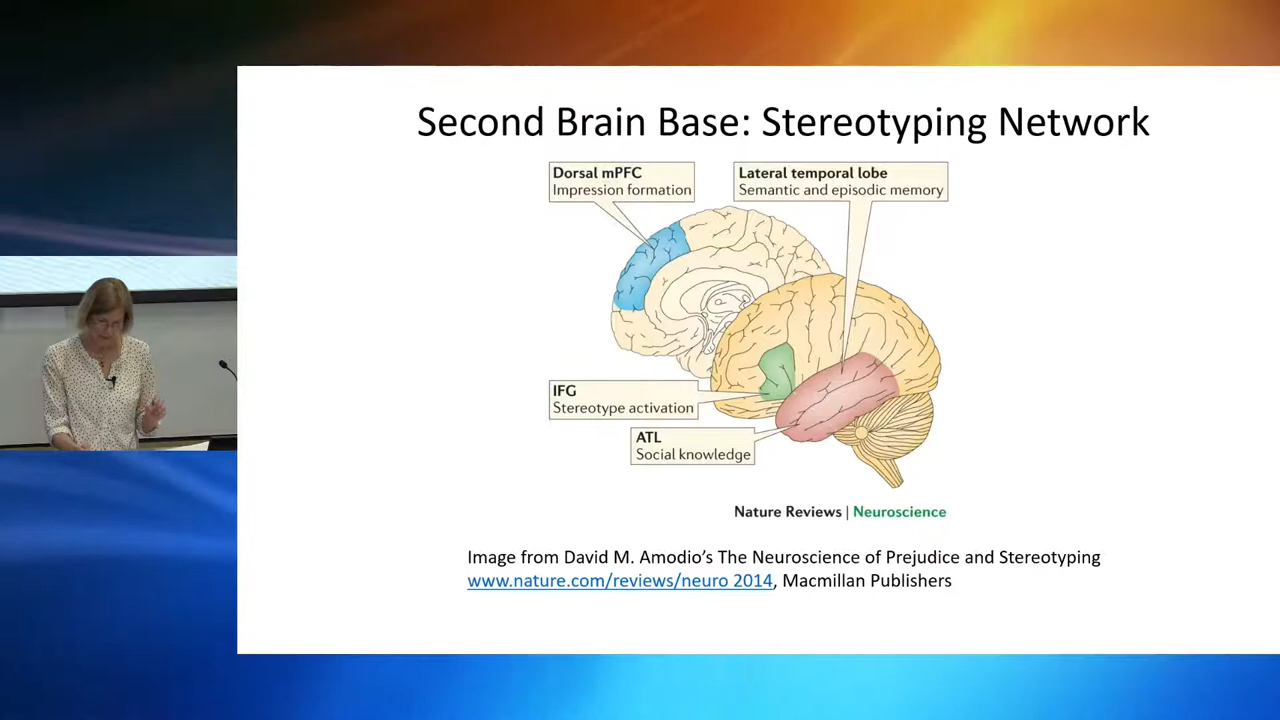 Second Brain Base: Stereotyping Network
Dorsal mPFC
Impression formation
Lateral temporal lobe
Semantic and episodic memory
IFG
Stereotype activation
ATL
Social knowledge
Nature Reviews | Neuroscience
Image from David M. Amodio’s The Neuroscience of Prejudice and Stereotyping
www.nature.com/reviews/neuro 2014, Macmillan Publishers